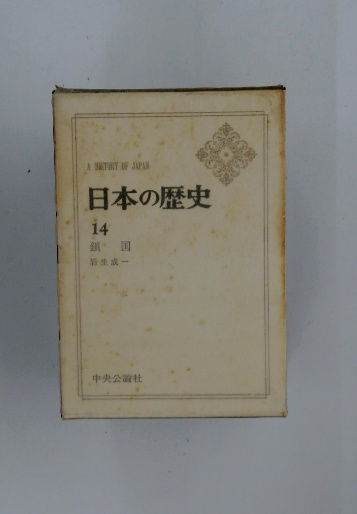 A HISTORY OF JAPAN
日本の歴史
14
鎖 国
岩生成一
中央公論社